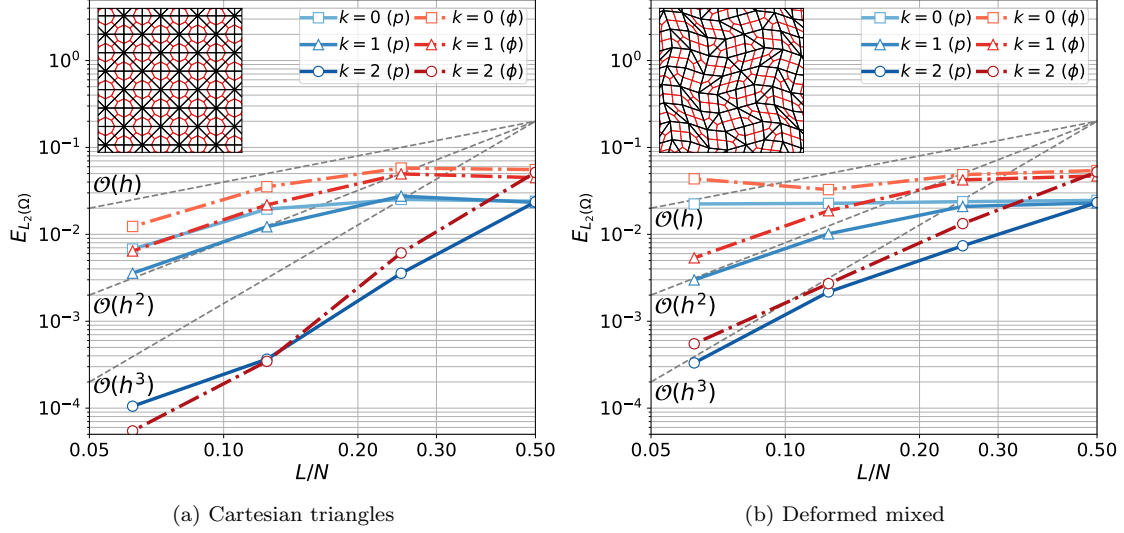 k = 0 (p) k = 0 (ϕ)
k = 1 (p) k = 1 (ϕ)
k = 2 (p) k = 2 (ϕ)
10^0
10^{-1}
10^{-2}
10^{-3}
10^{-4}
E_{L_2(Ω)}
𝒪(h)
𝒪(h^2)
𝒪(h^3)
0.05 0.10 0.20 0.30 0.50
L/N
(a) Cartesian triangles
k = 0 (p) k = 0 (ϕ)
k = 1 (p) k = 1 (ϕ)
k = 2 (p) k = 2 (ϕ)
10^0
10^{-1}
10^{-2}
10^{-3}
10^{-4}
E_{L_2(Ω)}
𝒪(h)
𝒪(h^2)
𝒪(h^3)
0.05 0.10 0.20 0.30 0.50
L/N
(b) Deformed mixed